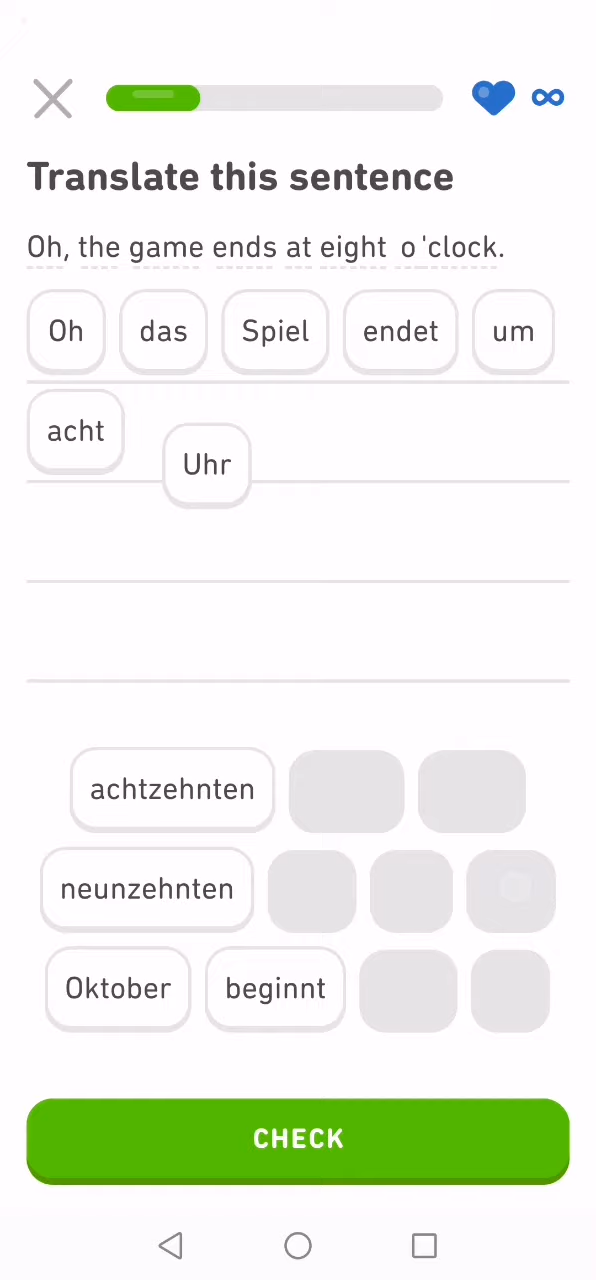 Translate this sentence
Oh, the game ends at eight o 'clock.
Oh das Spiel endet um
acht Uhr
achtzehnten
neunzehnten
Oktober beginnt
CHECK